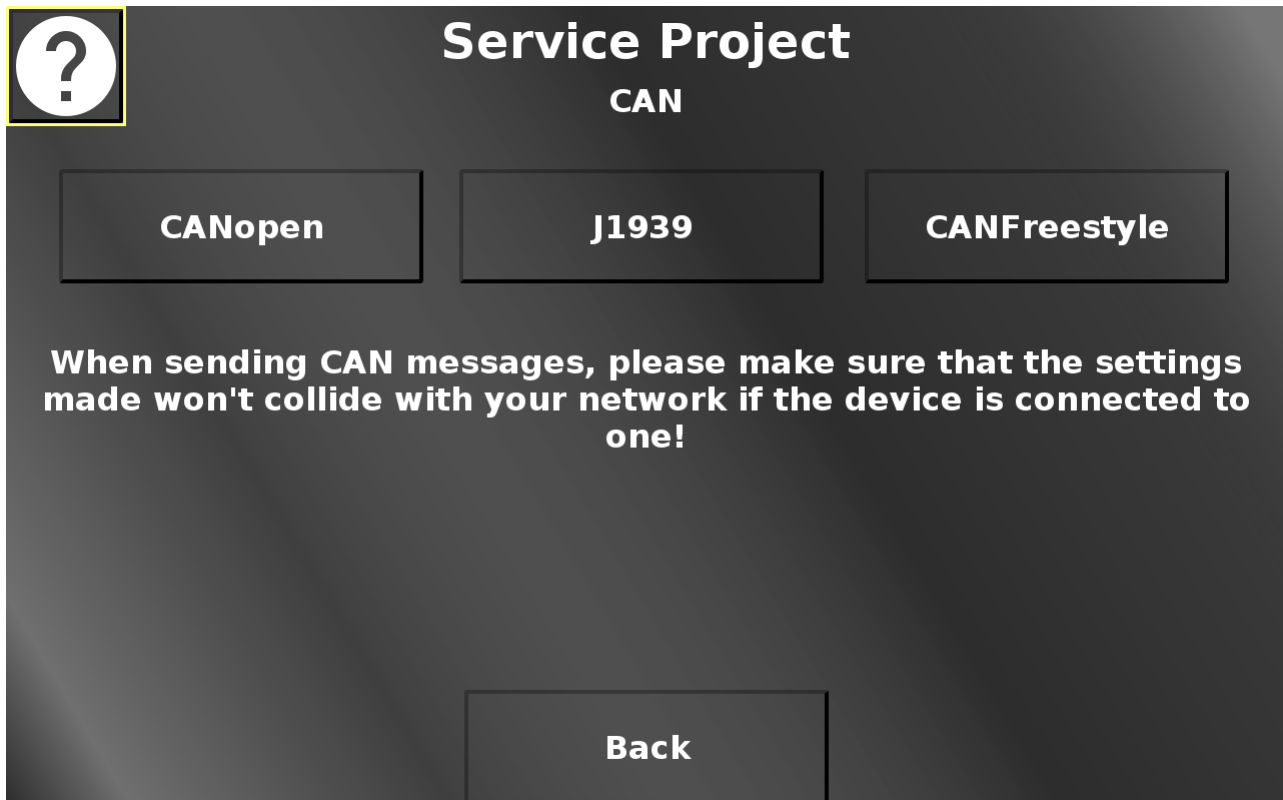 ?
Service Project
CAN
CANopen
J1939
CANFreestyle
When sending CAN messages, please make sure that the settings
made won't collide with your network if the device is connected to
one!
Back